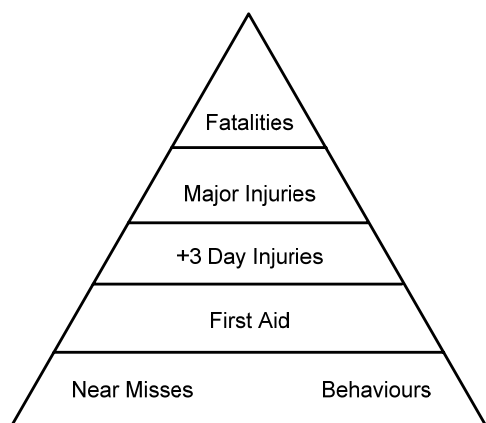 Fatalities
Major Injuries
+3 Day Injuries
First Aid
Near Misses Behaviours